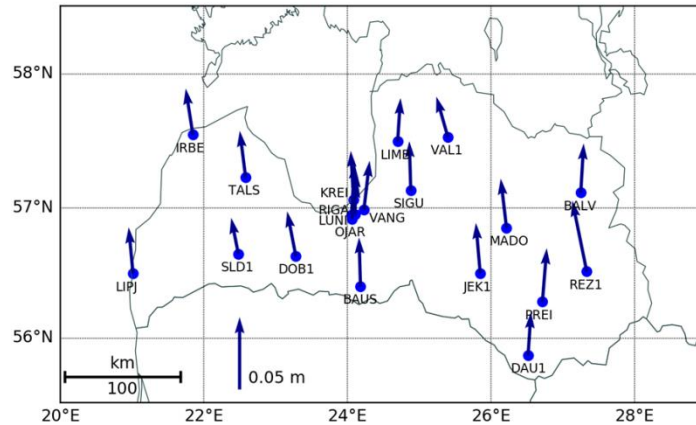 58°N
IRBE
LIMB
VAL1
TALS
KREI
SIGU
BALV
57°N
RIGA
LUNI
VANG
OJAR
MADO
LIPJ
SLD1
DOB1
BAUS
JEK1
REZ1
PREI
56°N
DAU1
km
100
0.05 m
20°E 22°E 24°E 26°E 28°E